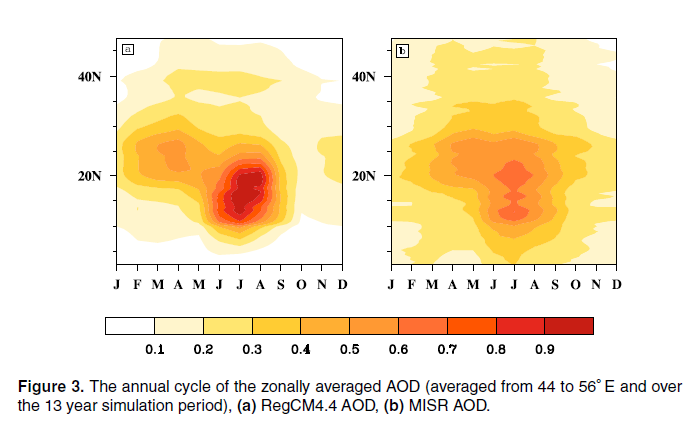 a
b
40N
20N
J F M A M J J A S O N D
40N
20N
J F M A M J J A S O N D
0.1 0.2 0.3 0.4 0.5 0.6 0.7 0.8 0.9
Figure 3. The annual cycle of the zonally averaged AOD (averaged from 44 to 56° E and over
the 13 year simulation period), (a) RegCM4.4 AOD, (b) MISR AOD.